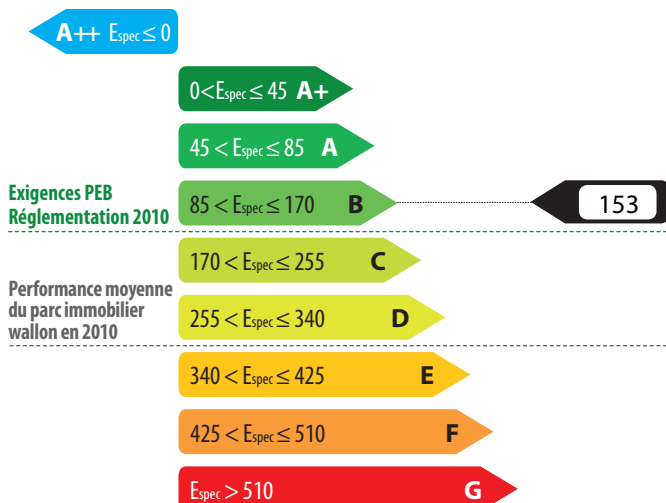 A++ Espec ≤ 0
0 < Espec ≤ 45 A+
45 < Espec ≤ 85 A
Exigences PEB
Réglementation 2010
85 < Espec ≤ 170 B
153
170 < Espec ≤ 255 C
Performance moyenne
du parc immobilier
wallon en 2010
255 < Espec ≤ 340 D
340 < Espec ≤ 425 E
425 < Espec ≤ 510 F
Espec > 510 G